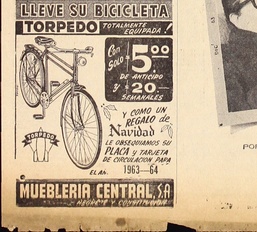 LLEVE SU BICICLETA
TORPEDO TOTALMENTE EQUIPADA!
Con SOLO $5.00
DE ANTICIPO
y $20
SEMANALES
y COMO UN
REGALO de
Navidad
LE OBSEQUIAMOS SU
PLACA y TARJETA
DE CIRCULACION PARA
EL AÑO 1963-64
TORPEDO
MUEBLERIA CENTRAL, S.A.
Y CONSTITUCION